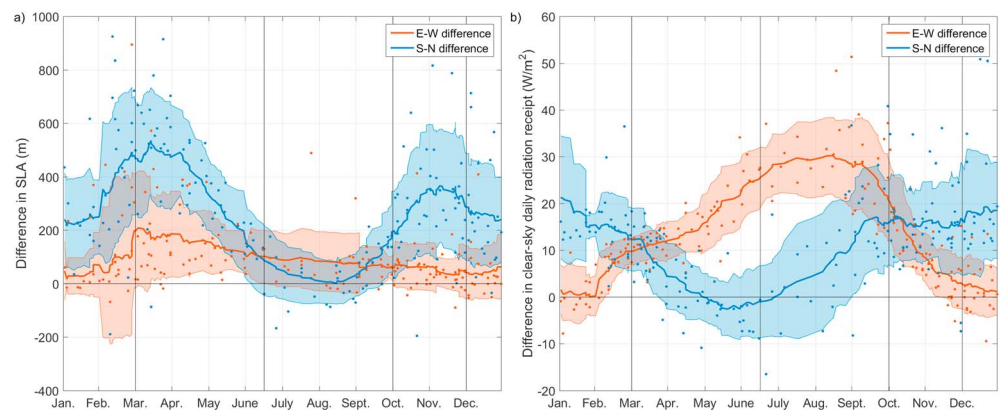 a)
Difference in SLA (m)
1000
800
600
400
200
0
-200
-400
E-W difference
S-N difference
Jan. Feb. Mar. Apr. May June July Aug. Sept. Oct. Nov. Dec.
b)
Difference in clear-sky daily radiation receipt (W/m²)
60
50
40
30
20
10
0
-10
-20
E-W difference
S-N difference
Jan. Feb. Mar. Apr. May June July Aug. Sept. Oct. Nov. Dec.